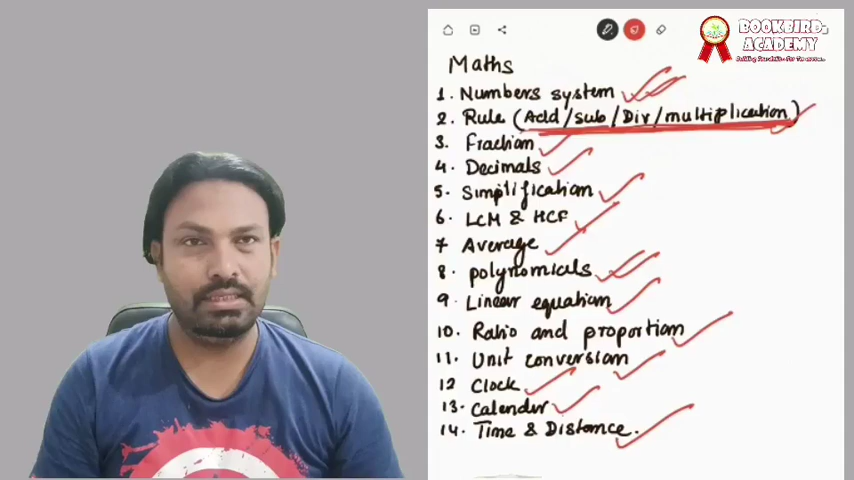 BOOKBIRD
ACADEMY
Maths
1. Numbers system
2. Rule (Add/sub/Div/multiplication)
3. Fraction
4. Decimals
5. Simplification
6. LCM & HCF
7 Average
8. polynomials
9. Linear equation
10. Ratio and proportion
11. Unit conversion
12 Clock
13. Calender
14. Time & Distance.